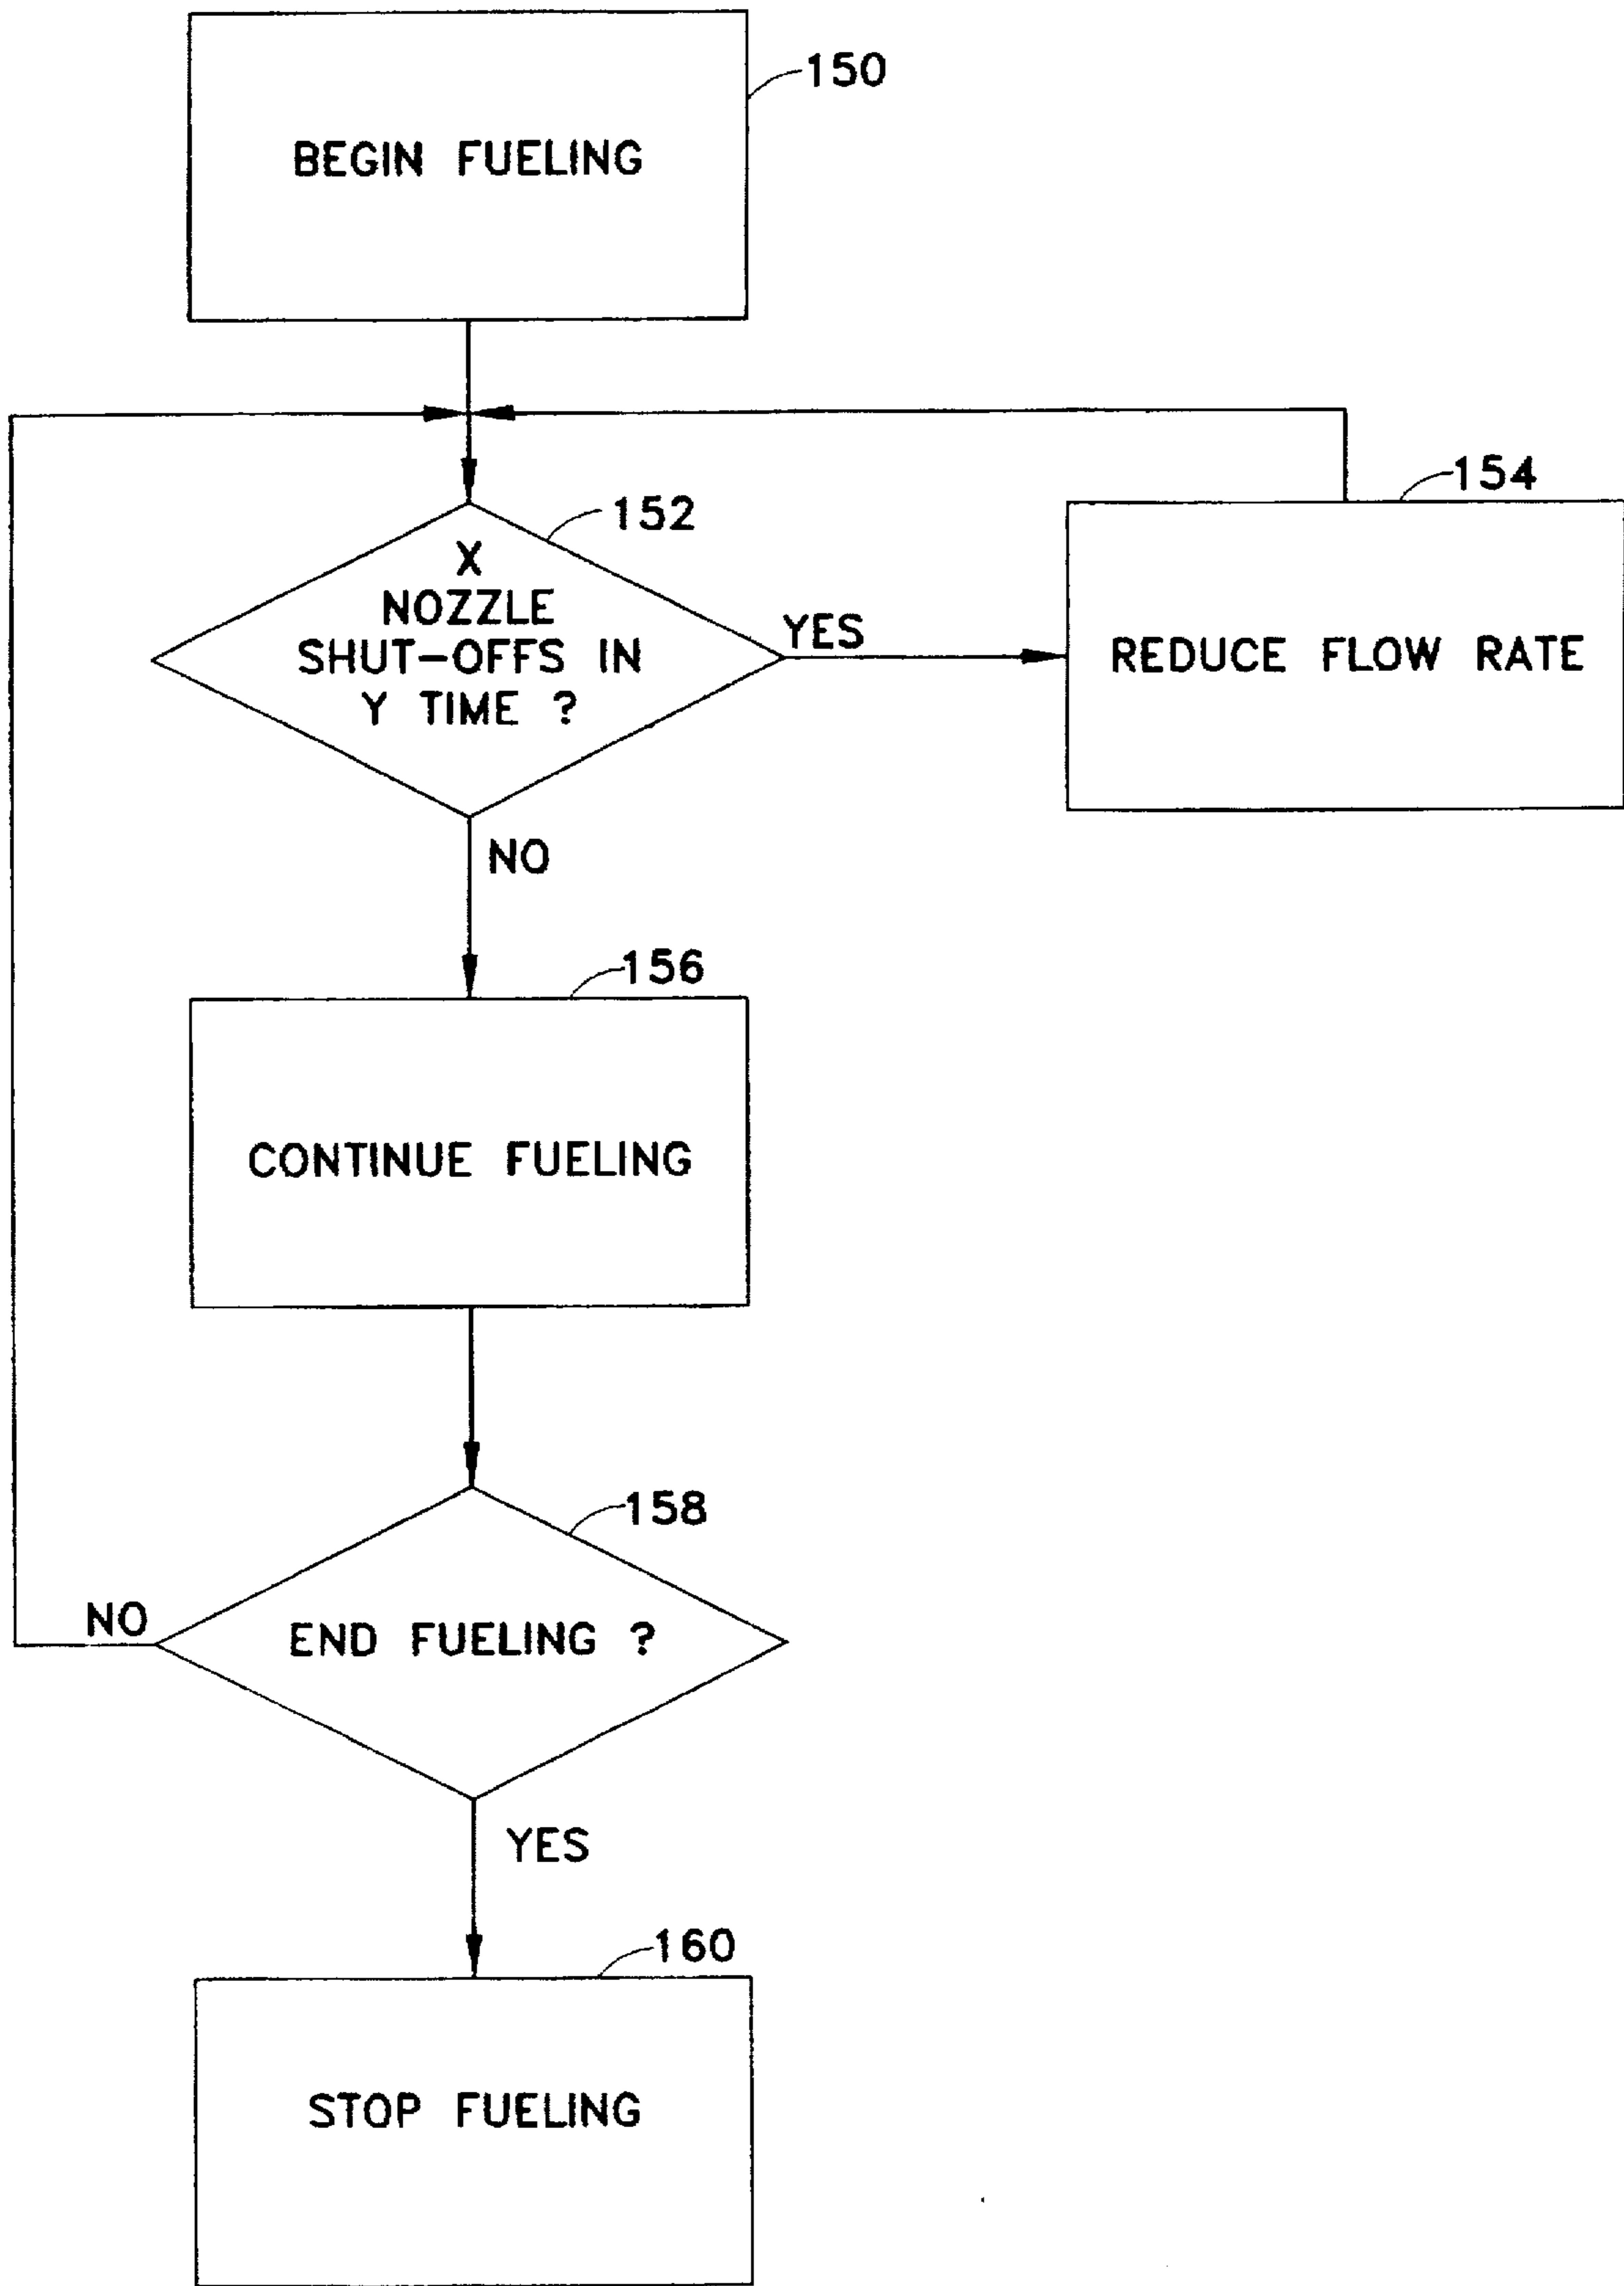 150
BEGIN FUELING
152
X
NOZZLE
SHUT-OFFS IN
Y TIME ?
YES
154
REDUCE FLOW RATE
NO
156
CONTINUE FUELING
158
NO
END FUELING ?
YES
160
STOP FUELING